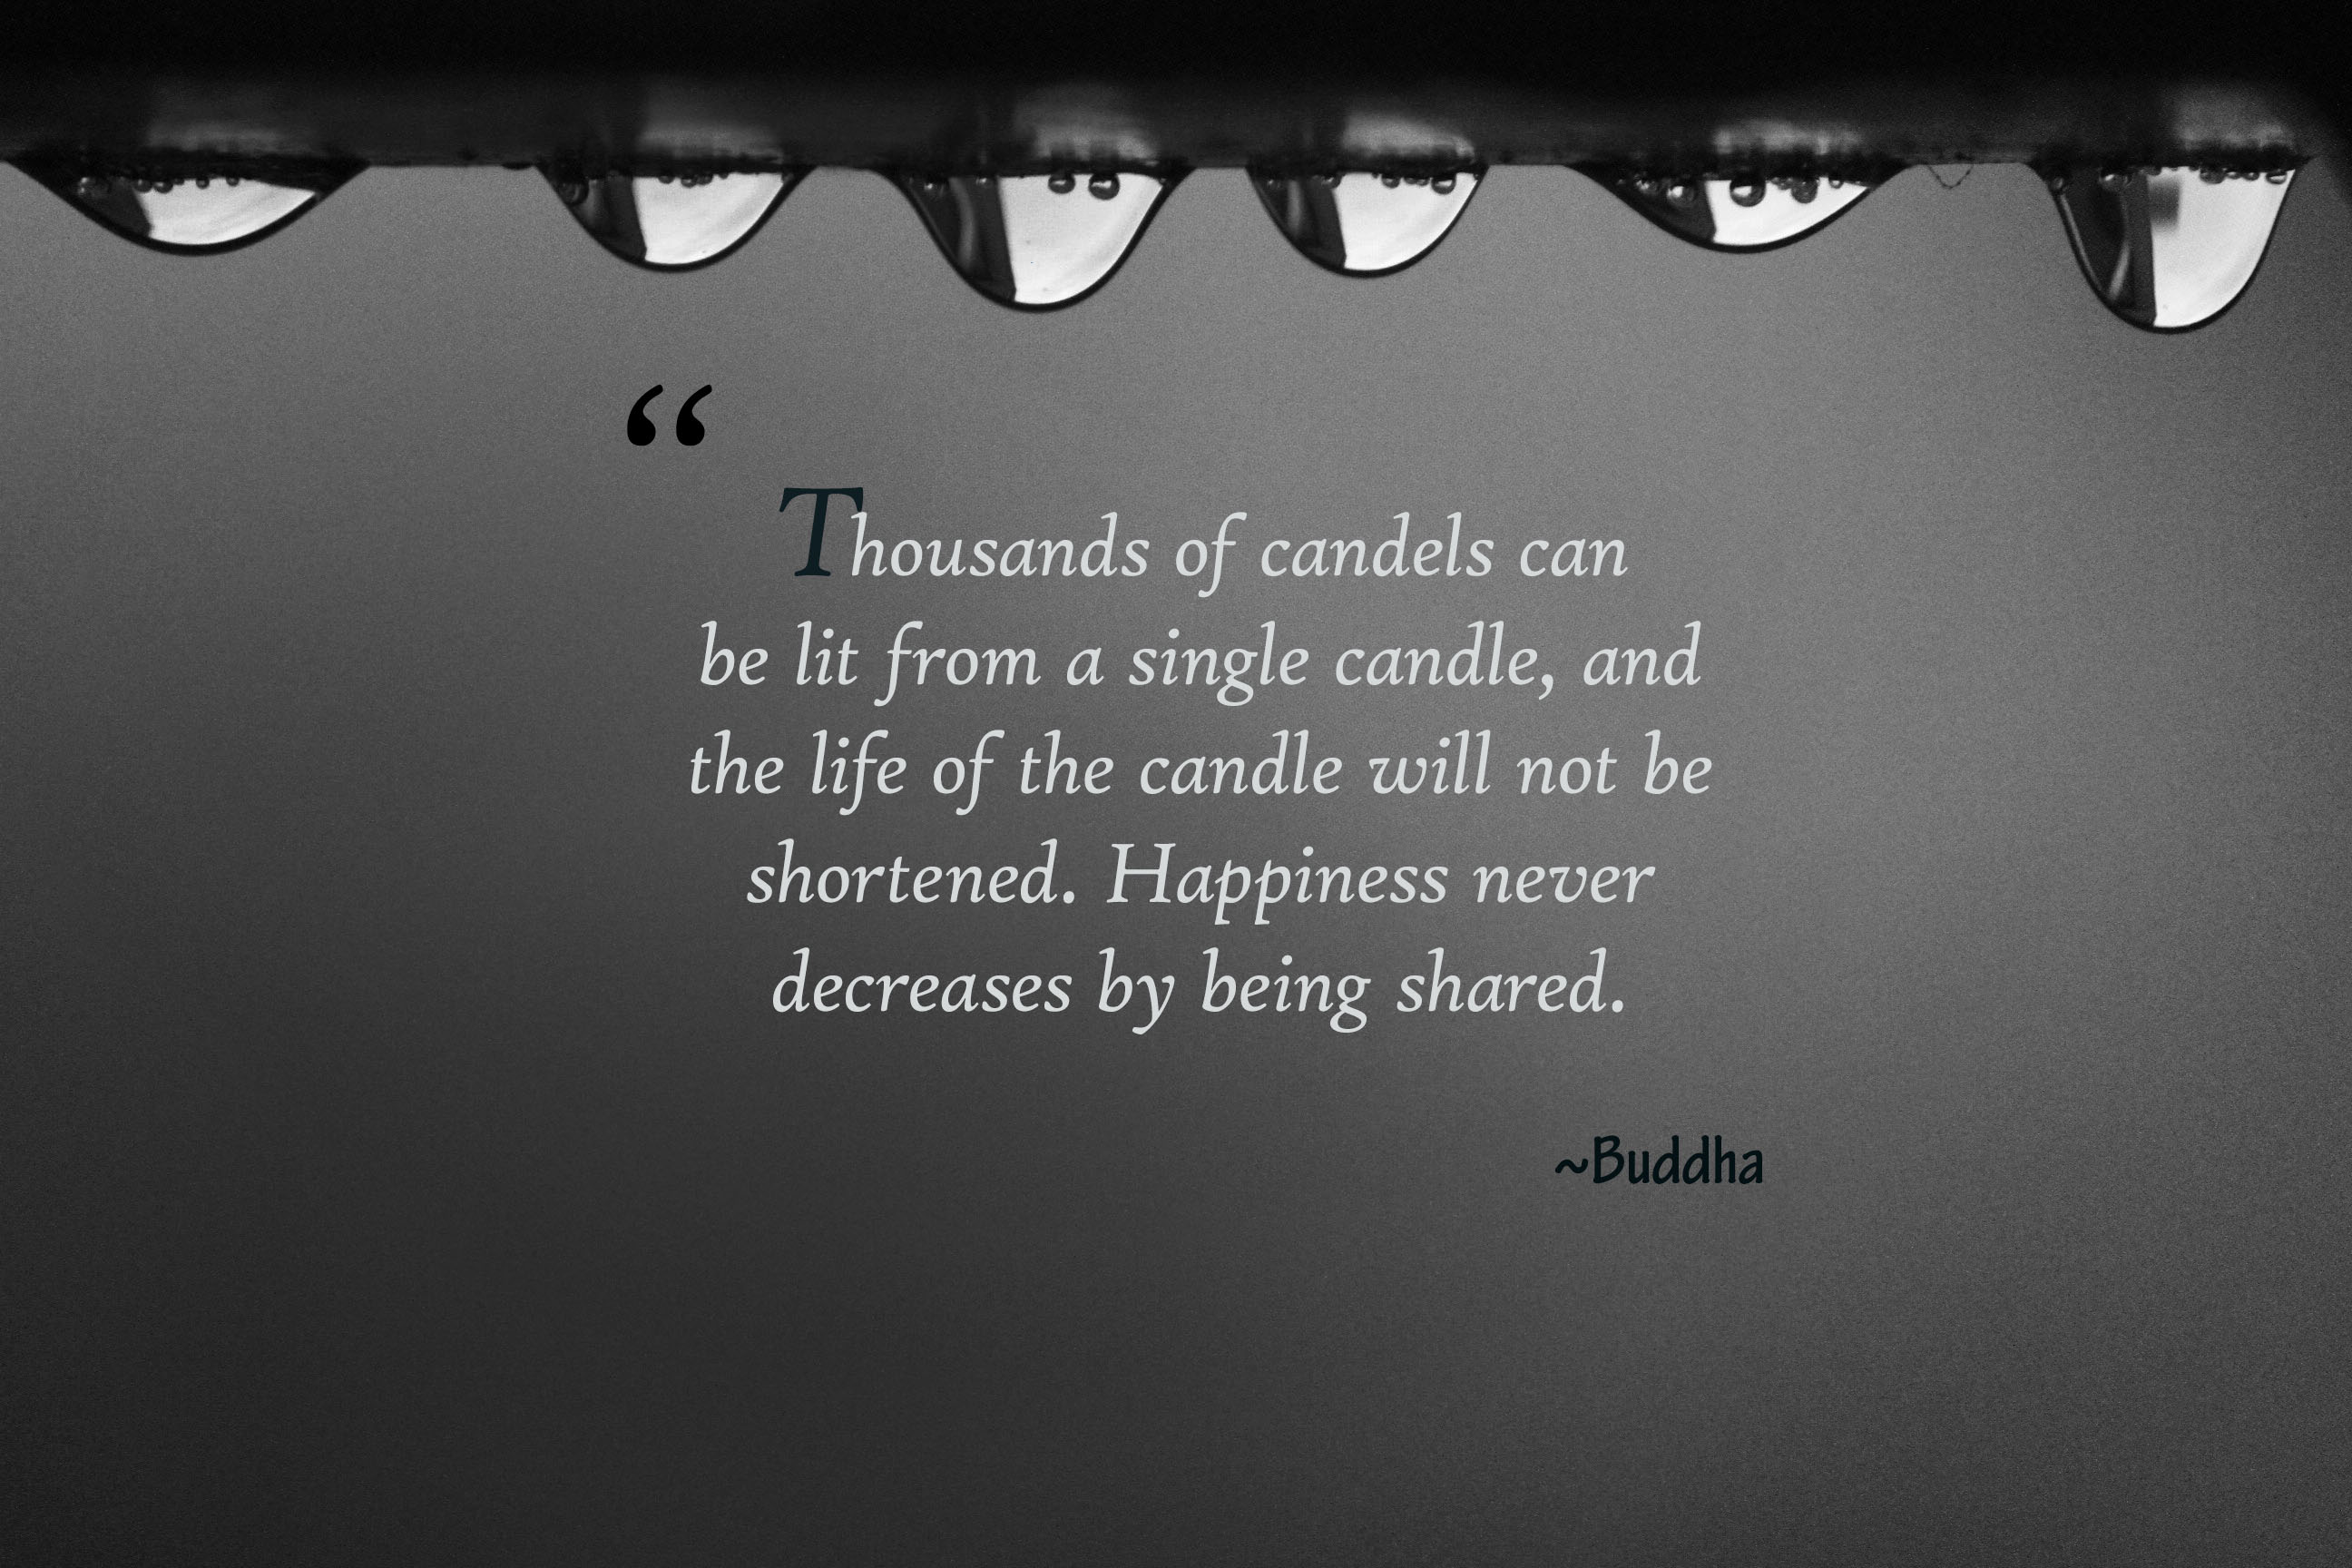 “
Thousands of candels can
be lit from a single candle, and
the life of the candle will not be
shortened. Happiness never
decreases by being shared.
~Buddha